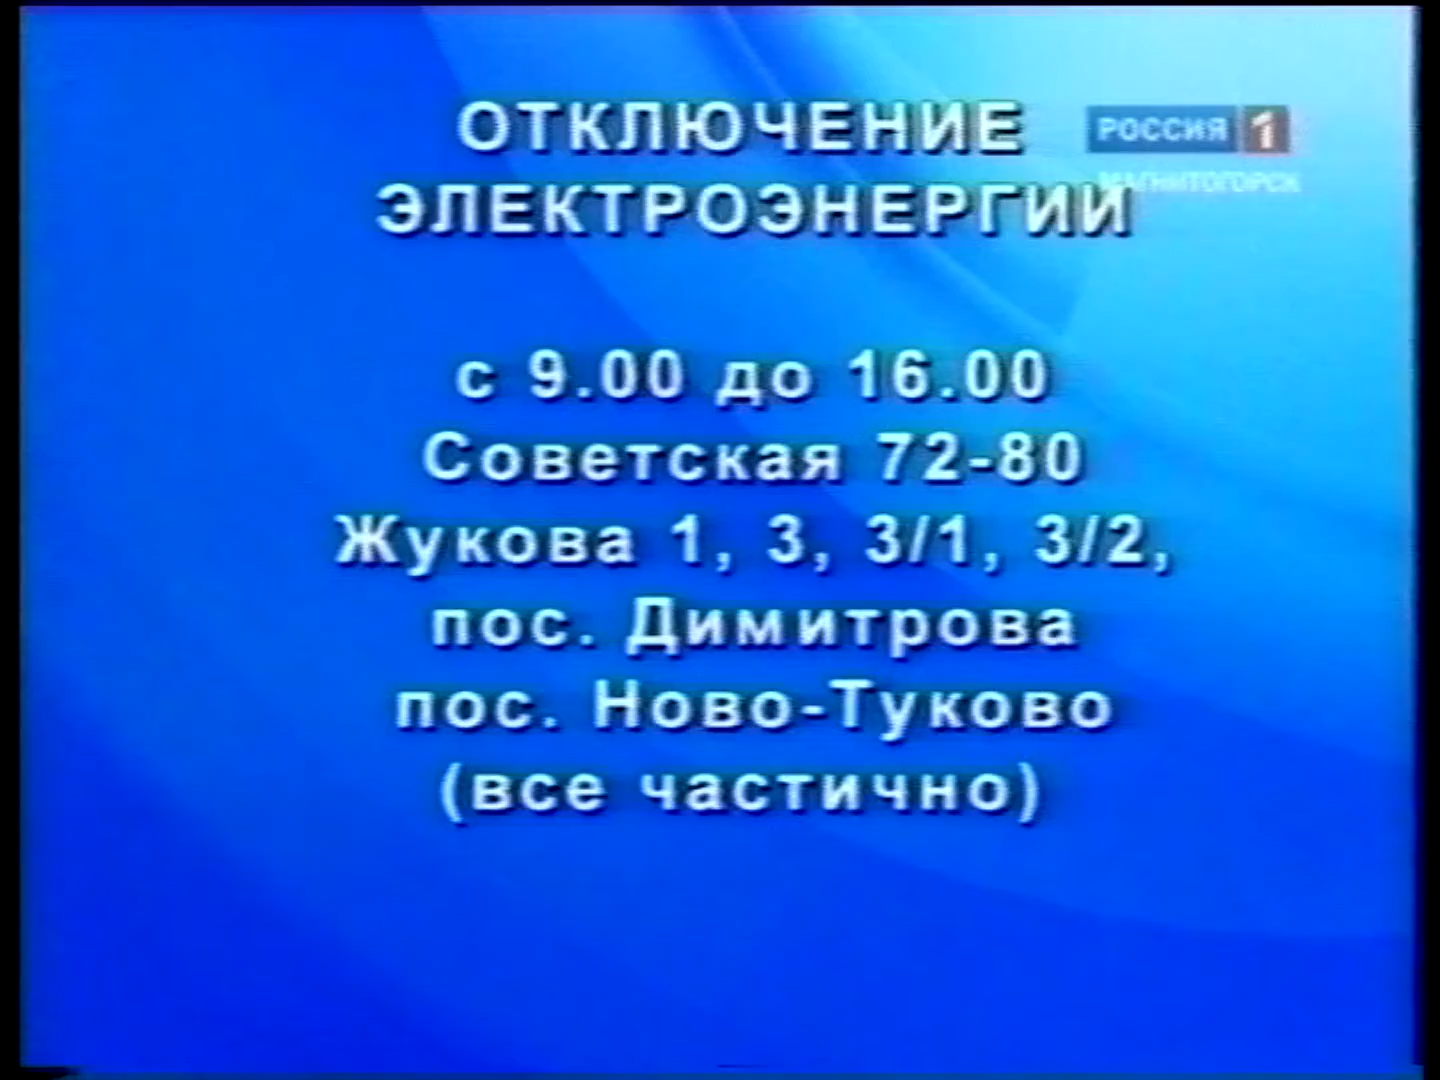 ОТКЛЮЧЕНИЕ
РОССИЯ 1
МАГНИТОГОРСК
ЭЛЕКТРОЭНЕРГИИ
с 9.00 до 16.00
Советская 72-80
Жукова 1, 3, 3/1, 3/2,
пос. Димитрова
пос. Ново-Туково
(все частично)